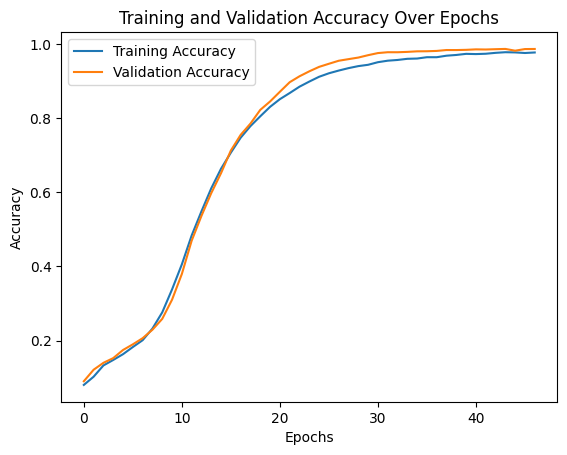 Training and Validation Accuracy Over Epochs
Training Accuracy
Validation Accuracy
1.0
0.8
0.6
0.4
0.2
Accuracy
0 10 20 30 40
Epochs